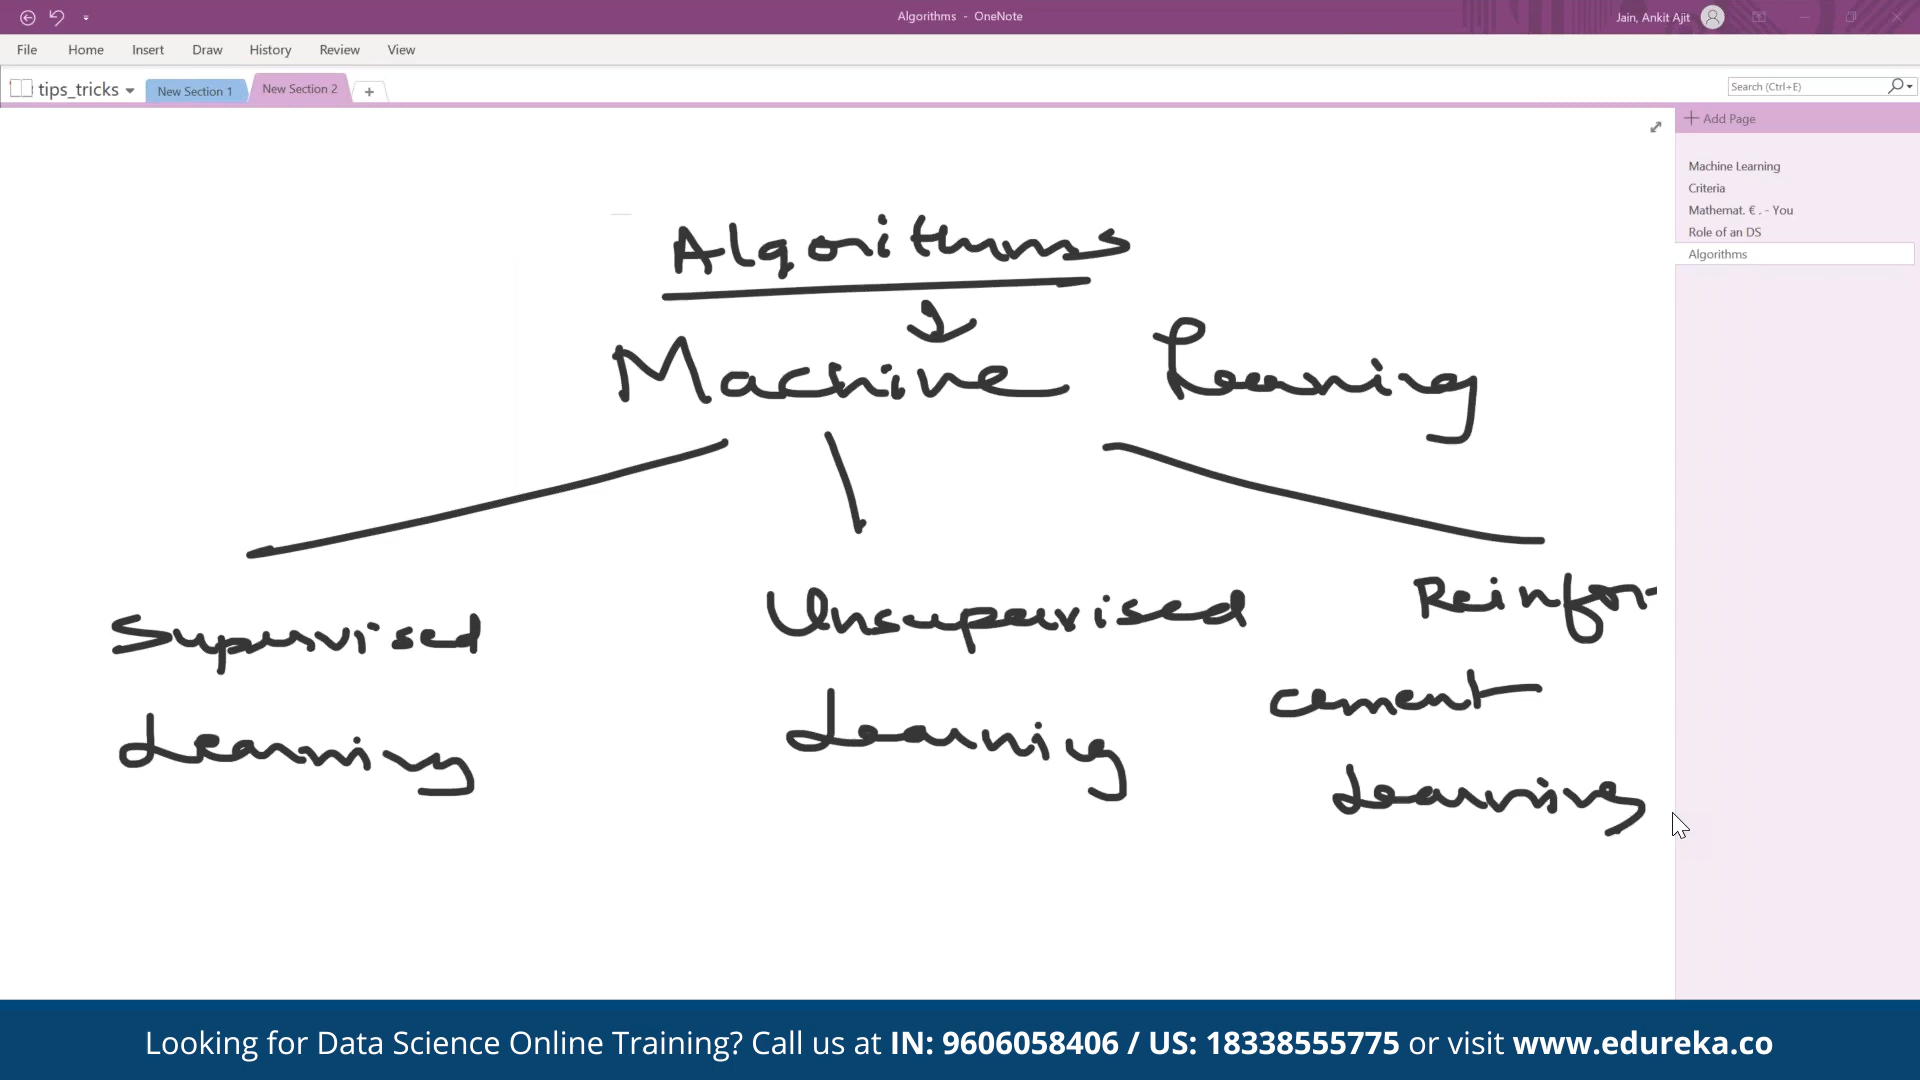 Algorithms - OneNote
Jain, Ankit Ajit
File Home Insert Draw History Review View
tips_tricks New Section 1 New Section 2 +
Search (Ctrl+E)
Add Page
Machine Learning
Criteria
Mathemat. € . - You
Role of an DS
Algorithms
Algorithms
Machine Learning
Supervised
Learning
Unsupervised
Learning
Reinfor-
cement
Learning
Looking for Data Science Online Training? Call us at IN: 9606058406 / US: 18338555775 or visit www.edureka.co